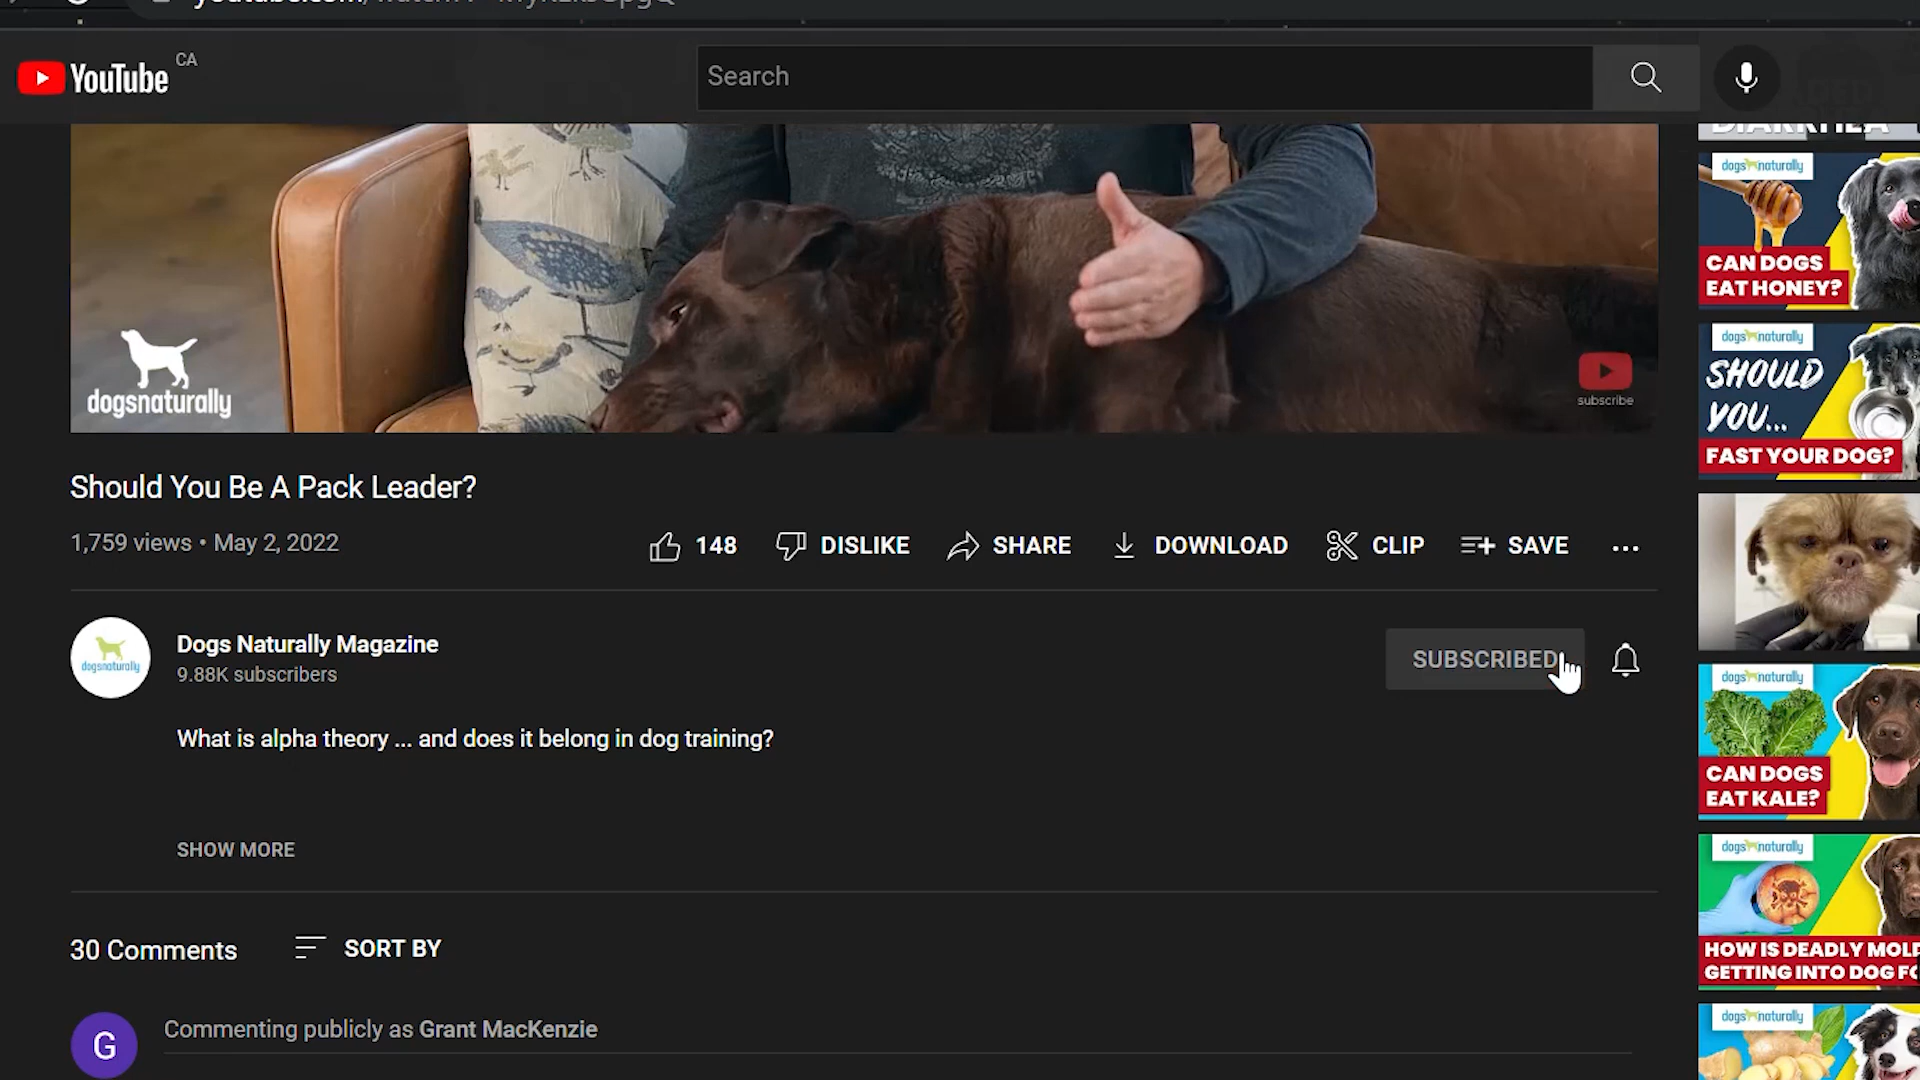 YouTube CA
Search
dogsnaturally
subscribe
Should You Be A Pack Leader?
1,759 views • May 2, 2022
148
DISLIKE
SHARE
DOWNLOAD
CLIP
SAVE
Dogs Naturally Magazine
9.88K subscribers
SUBSCRIBED
dogsnaturally
What is alpha theory ... and does it belong in dog training?
SHOW MORE
30 Comments
SORT BY
G
Commenting publicly as Grant MacKenzie
DIARRHEA
dogs naturally
CAN DOGS
EAT HONEY?
dogs naturally
SHOULD
YOU...
FAST YOUR DOG?
dogs naturally
CAN DOGS
EAT KALE?
dogs naturally
HOW IS DEADLY MOLD
GETTING INTO DOG FO
dogs naturally